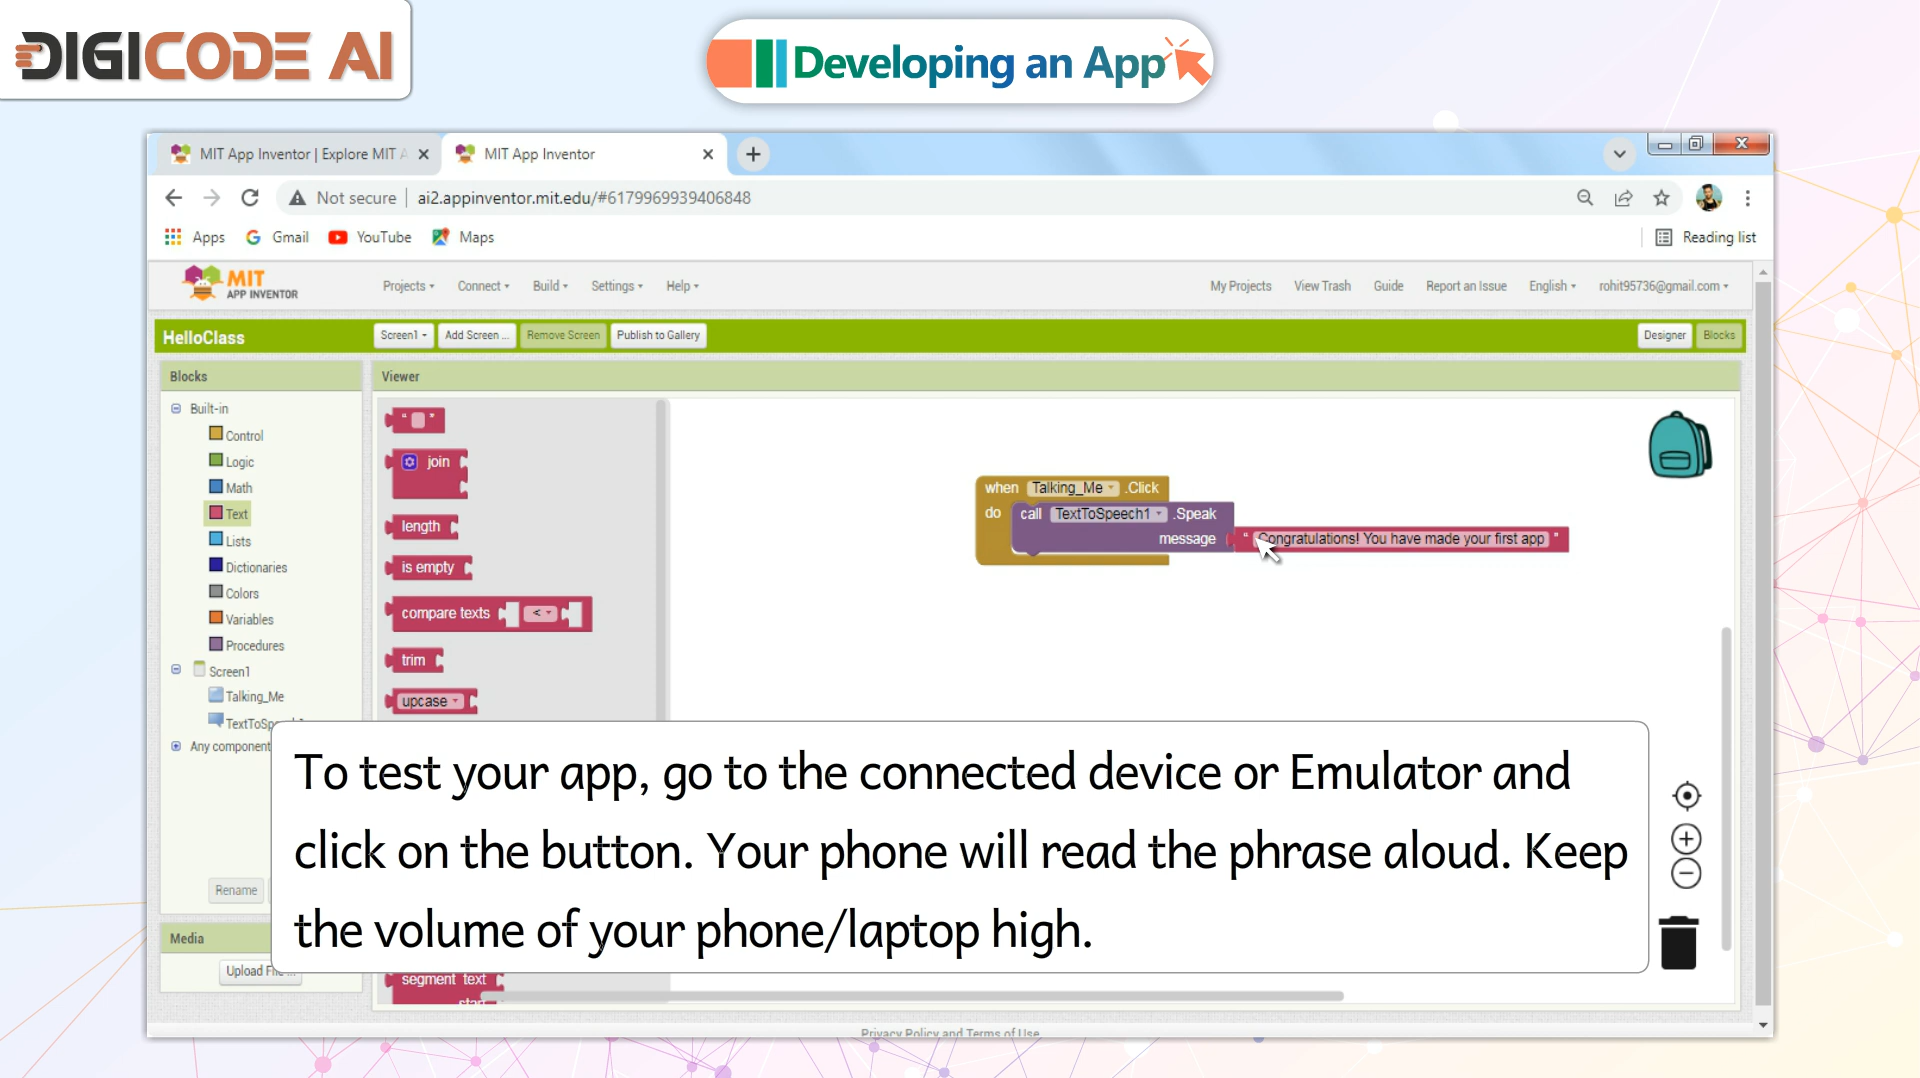 DIGICODE AI
Developing an App
MIT App Inventor | Explore MIT A
MIT App Inventor
Not secure
ai2.appinventor.mit.edu/#6179969939406848
Apps
Gmail
YouTube
Maps
Reading list
MIT
APP INVENTOR
Projects
Connect
Build
Settings
Help
My Projects
View Trash
Guide
Report an Issue
English
rohit95736@gmail.com
HelloClass
Screen1
Add Screen ...
Remove Screen
Publish to Gallery
Designer
Blocks
Blocks
Viewer
Built-in
Control
Logic
Math
Text
Lists
Dictionaries
Colors
Variables
Procedures
Screen1
Talking_Me
TextToSpe
Any component
Rename
Media
Upload File ...
" "
join
length
is empty
compare texts <
trim
upcase
segment text
start
when Talking_Me .Click
do call TextToSpeech1 .Speak
message " Congratulations! You have made your first app "
To test your app, go to the connected device or Emulator and
click on the button. Your phone will read the phrase aloud. Keep
the volume of your phone/laptop high.
Privacy Policy and Terms of Use